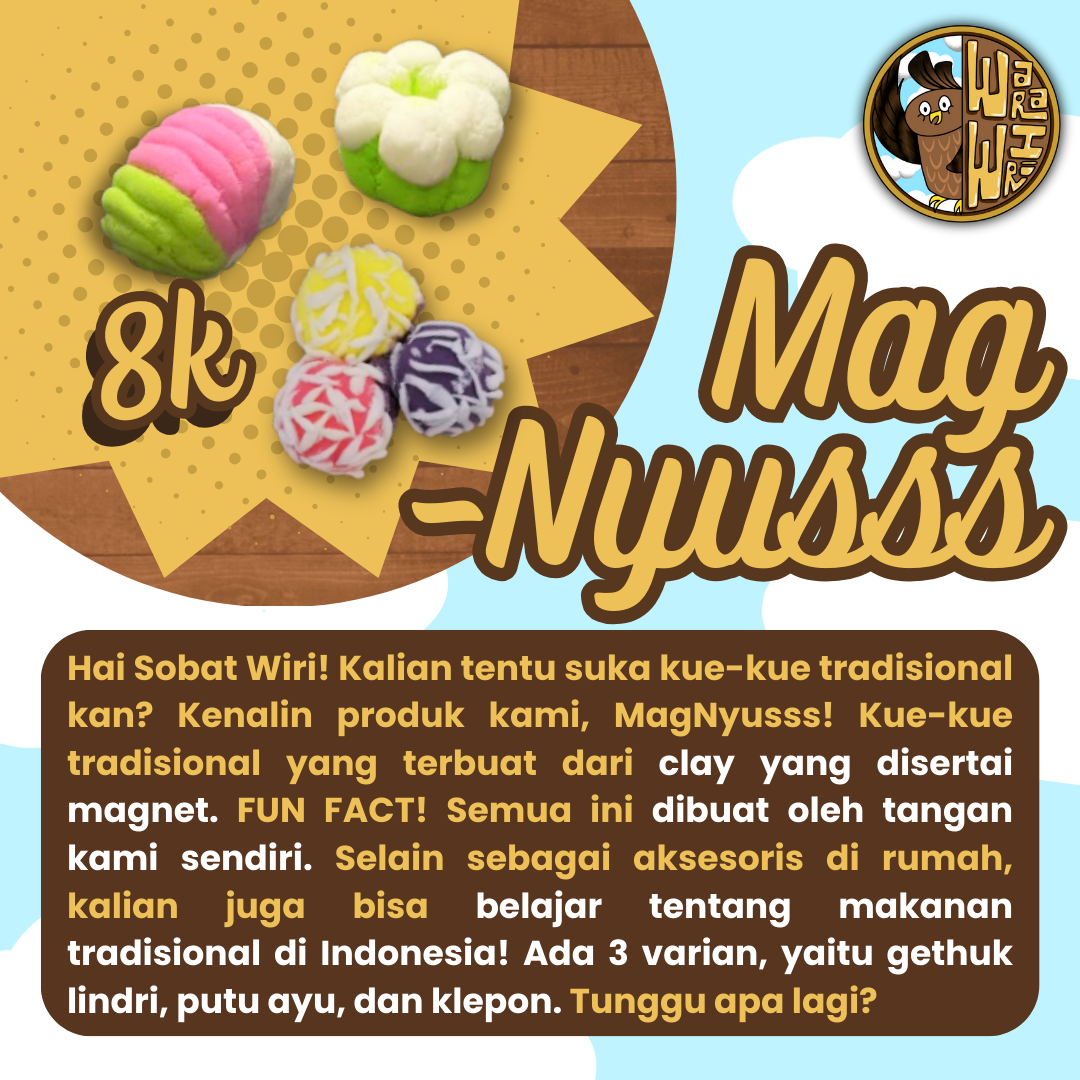 Wara
Wiri
8k
Mag
-Nyusss
Hai Sobat Wiri! Kalian tentu suka kue-kue tradisional
kan? Kenalin produk kami, MagNyusss! Kue-kue
tradisional yang terbuat dari clay yang disertai
magnet. FUN FACT! Semua ini dibuat oleh tangan
kami sendiri. Selain sebagai aksesoris di rumah,
kalian juga bisa belajar tentang makanan
tradisional di Indonesia! Ada 3 varian, yaitu gethuk
lindri, putu ayu, dan klepon. Tunggu apa lagi?